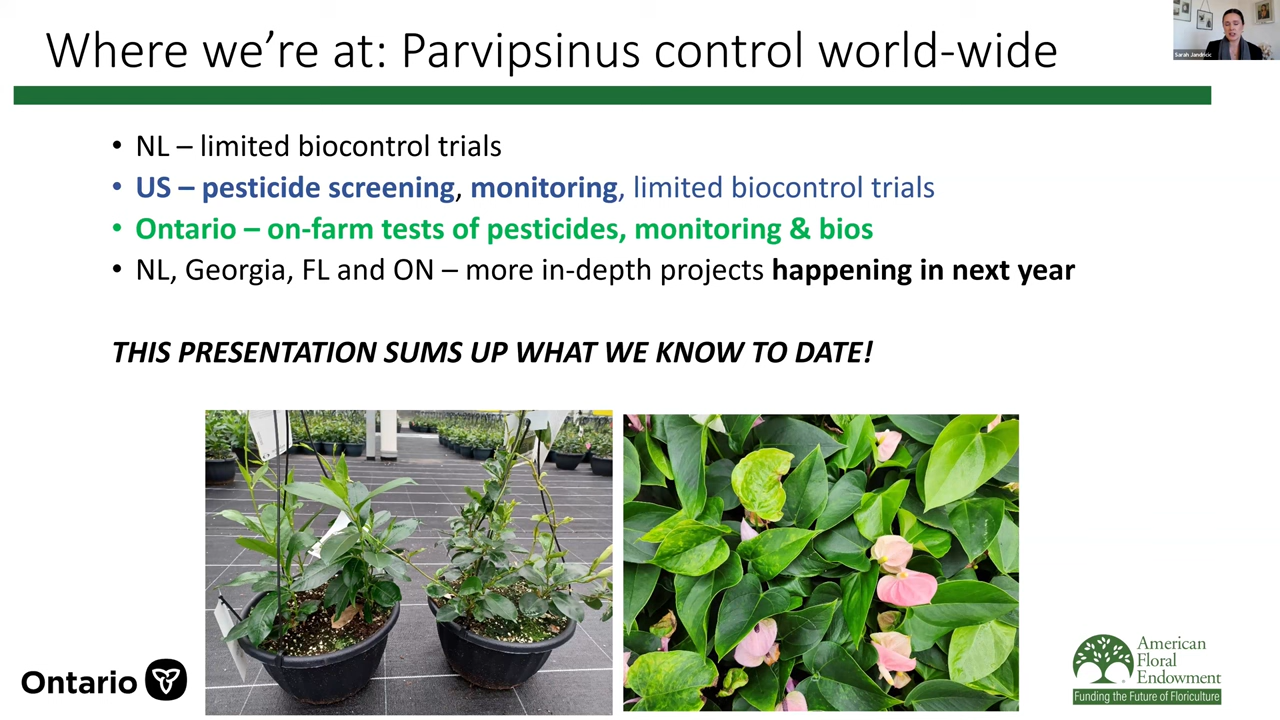 Where we're at: Parvipsinus control world-wide
Sarah Jandricic
• NL – limited biocontrol trials
• US – pesticide screening, monitoring, limited biocontrol trials
• Ontario – on-farm tests of pesticides, monitoring & bios
• NL, Georgia, FL and ON – more in-depth projects happening in next year
THIS PRESENTATION SUMS UP WHAT WE KNOW TO DATE!
Ontario
American
Floral
Endowment
Funding the Future of Floriculture